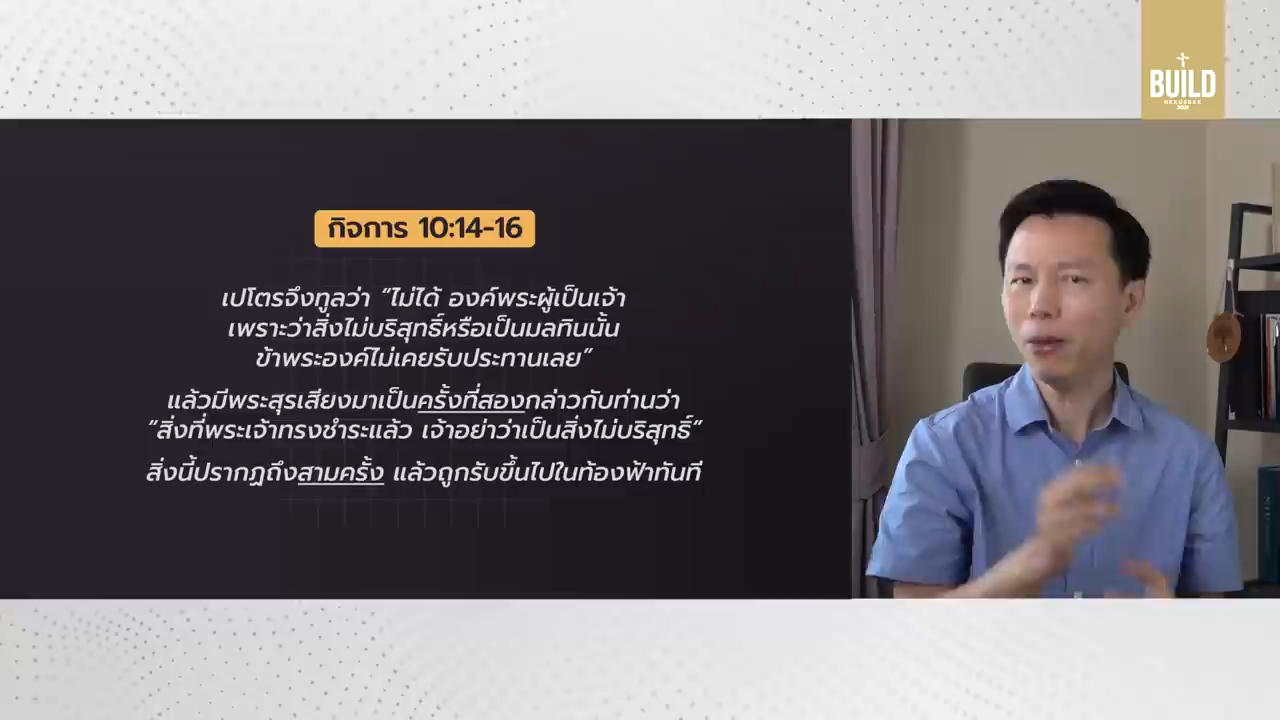 BUILD
NEXUSBKK
2021
กิจการ 10:14-16
เปโตรจึงทูลว่า “ไม่ได้ องค์พระผู้เป็นเจ้า
เพราะว่าสิ่งไม่บริสุทธิ์หรือเป็นมลทินนั้น
ข้าพระองค์ไม่เคยรับประทานเลย”
แล้วมีพระสุรเสียงมาเป็นครั้งที่สองกล่าวกับท่านว่า
“สิ่งที่พระเจ้าทรงชำระแล้ว เจ้าอย่าว่าเป็นสิ่งไม่บริสุทธิ์”
สิ่งนี้ปรากฏถึงสามครั้ง แล้วถูกรับขึ้นไปในท้องฟ้าทันที